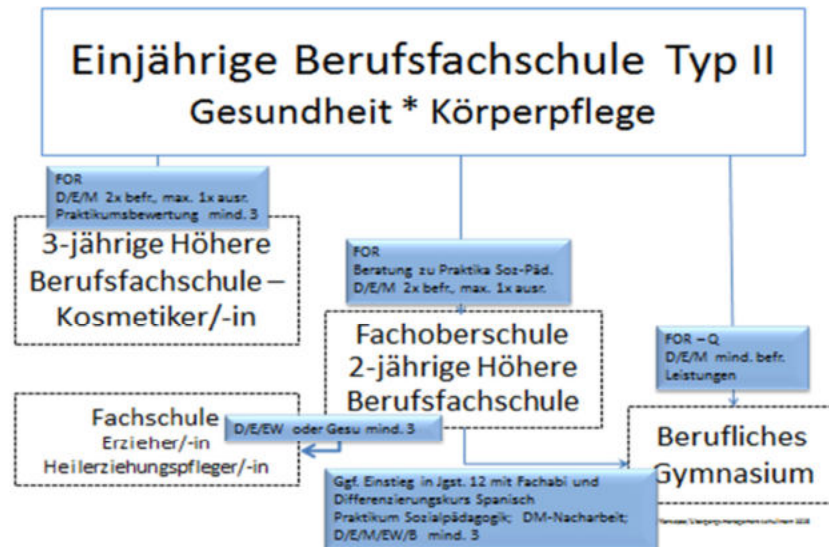 Einjährige Berufsfachschule Typ II
Gesundheit * Körperpflege
FOR
D/E/M 2x befr., max. 1x ausr.
Praktikumsbewertung mind. 3
3-jährige Höhere
Berufsfachschule –
Kosmetiker/-in
FOR
Beratung zu Praktika Soz-Päd.
D/E/M 2x befr., max. 1x ausr.
Fachoberschule
2-jährige Höhere
Berufsfachschule
FOR – Q
D/E/M mind. befr.
Leistungen
Fachschule
Erzieher/-in
Heilerziehungspfleger/-in
D/E/EW oder Gesu mind. 3
Berufliches
Gymnasium
Ggf. Einstieg in Jgst. 12 mit Fachabi und
Differenzierungskurs Spanisch
Praktikum Sozialpädagogik; DM-Nacharbeit;
D/E/M/EW/B mind. 3